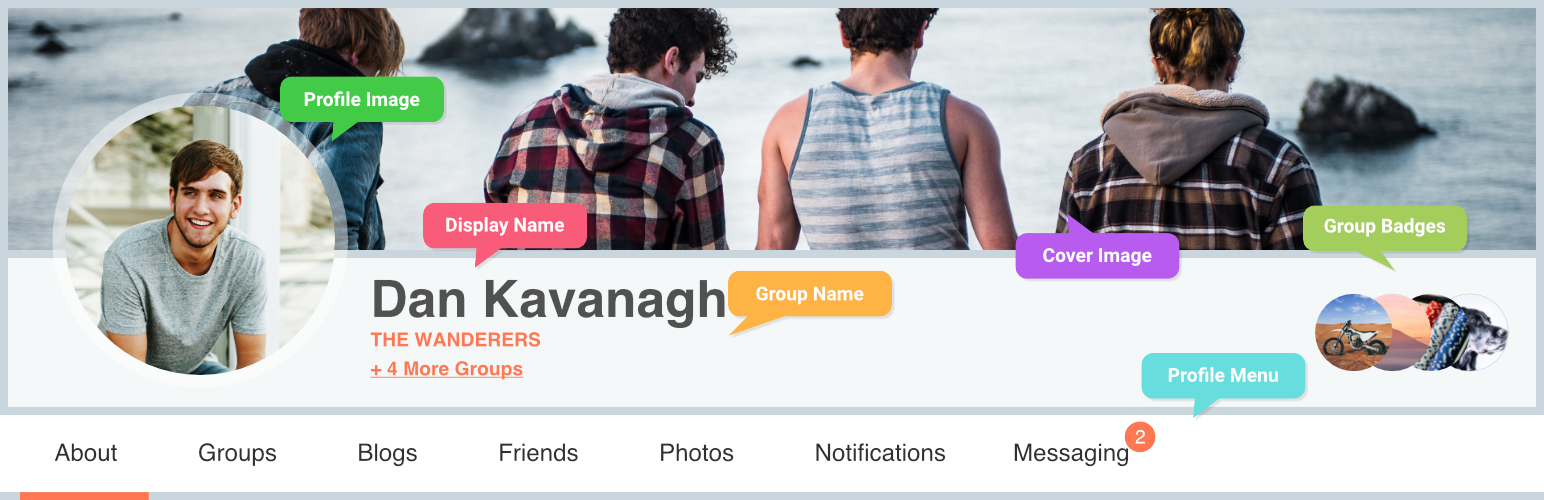 Profile Image
Display Name
Group Badges
Cover Image
Dan Kavanagh
Group Name
THE WANDERERS
+ 4 More Groups
Profile Menu
About
Groups
Blogs
Friends
Photos
Notifications
Messaging
2